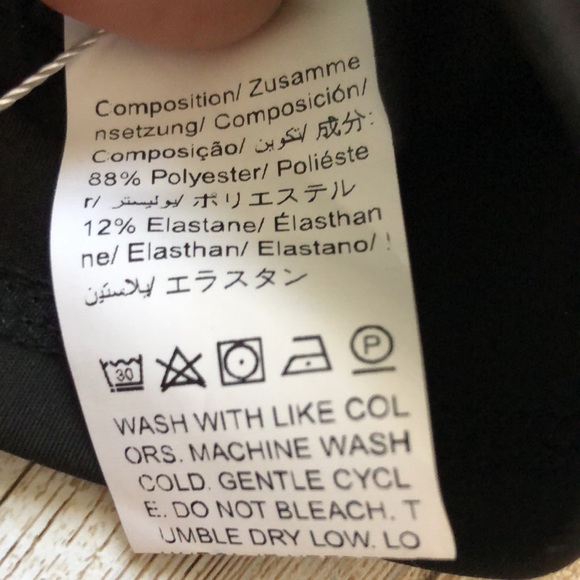 Composition/ Zusamme
nsetzung/ Composición/
Composição/ تكوين/ 成分:
88% Polyester/ Poliéste
r/ بوليستر/ ポリエステル
12% Elastane/ Élasthan
ne/ Elasthan/ Elastano/
إيلاستين/ エラスタン
30
P
WASH WITH LIKE COL
ORS. MACHINE WASH
COLD. GENTLE CYCL
E. DO NOT BLEACH. T
UMBLE DRY LOW. LO